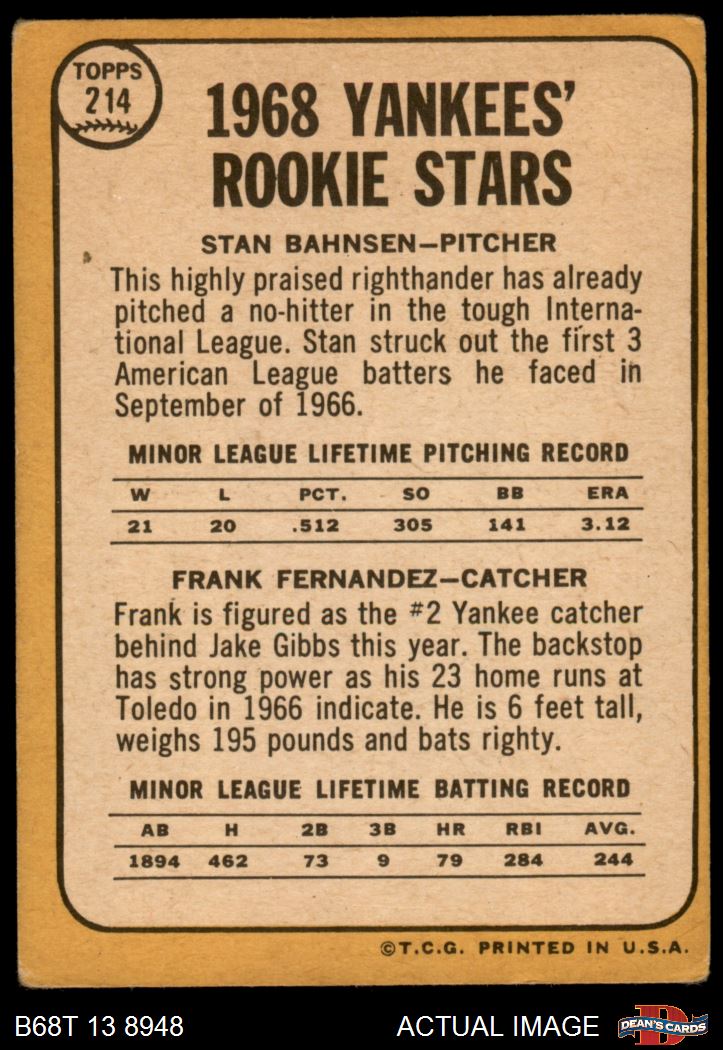 TOPPS
214
1968 YANKEES'
ROOKIE STARS
STAN BAHNSEN—PITCHER
This highly praised righthander has already
pitched a no-hitter in the tough Interna-
tional League. Stan struck out the first 3
American League batters he faced in
September of 1966.
MINOR LEAGUE LIFETIME PITCHING RECORD
W L PCT. SO BB ERA
21 20 .512 305 141 3.12
FRANK FERNANDEZ—CATCHER
Frank is figured as the #2 Yankee catcher
behind Jake Gibbs this year. The backstop
has strong power as his 23 home runs at
Toledo in 1966 indicate. He is 6 feet tall,
weighs 195 pounds and bats righty.
MINOR LEAGUE LIFETIME BATTING RECORD
AB H 2B 3B HR RBI AVG.
1894 462 73 9 79 284 244
©T.C.G. PRINTED IN U.S.A.
B68T 13 8948 ACTUAL IMAGE D DEAN'S CARDS